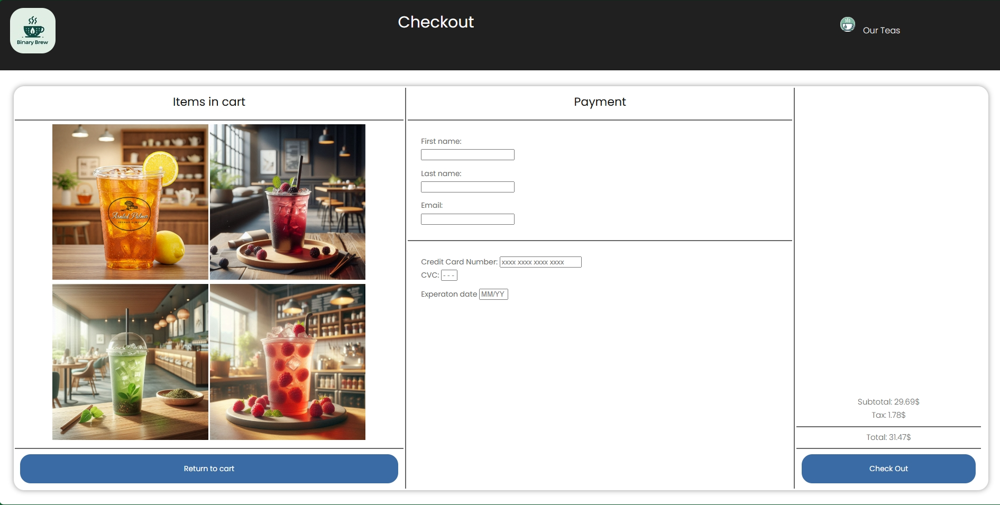 Binary Brew
Checkout
Our Teas
Items in cart
Arnled Palmer
Payment
First name:
Last name:
Email:
Credit Card Number: xxxx xxxx xxxx xxxx
CVC: - - -
Experaton date MM/YY
Subtotal: 29.69$
Tax: 1.78$
Total: 31.47$
Return to cart
Check Out